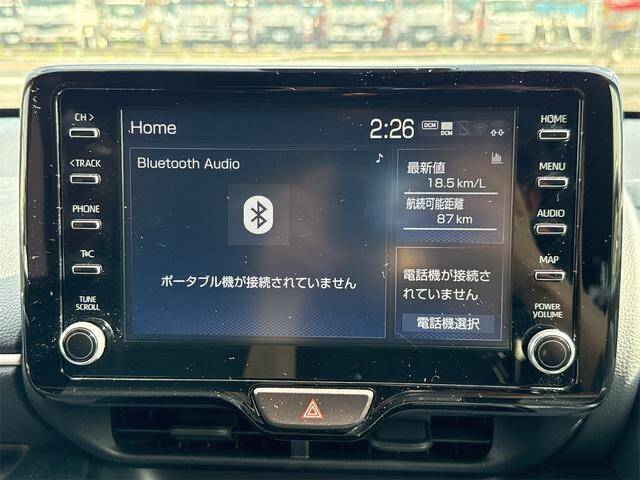 CH >
<TRACK
PHONE
T&C
TUNE
SCROLL
Home
2:26
DCM
DCM
Bluetooth Audio
ポータブル機が接続されていません
最新値
18.5 km/L
航続可能距離
87 km
電話機が接続さ
れていません
電話機選択
HOME
MENU
AUDIO
MAP
POWER
VOLUME